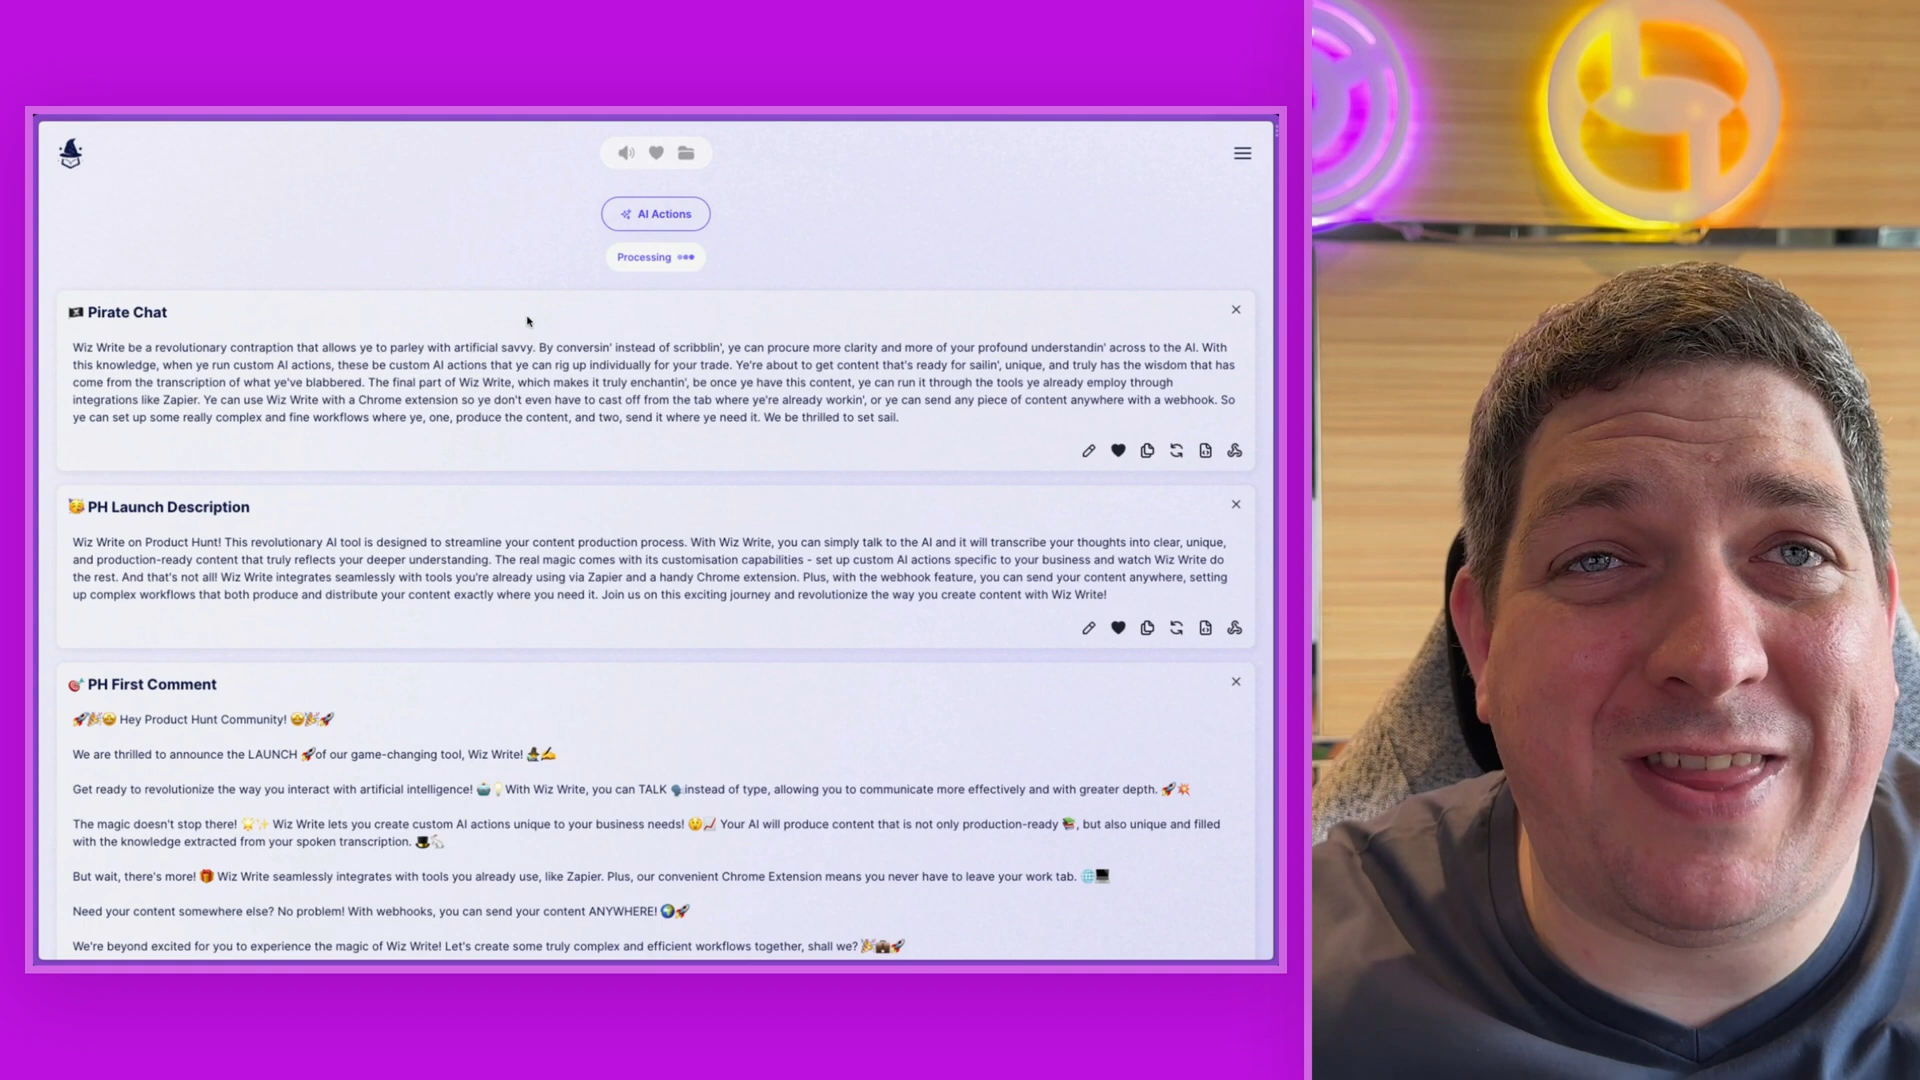 AI Actions
Processing
Pirate Chat
Wiz Write be a revolutionary contraption that allows ye to parley with artificial savvy. By conversin' instead of scribblin', ye can procure more clarity and more of your profound understandin' across to the AI. With
this knowledge, when ye run custom AI actions, these be custom AI actions that ye can rig up individually for your trade. Ye're about to get content that's ready for sailin', unique, and truly has the wisdom that has
come from the transcription of what ye've blabbered. The final part of Wiz Write, which makes it truly enchantin', be once ye have this content, ye can run it through the tools ye already employ through
integrations like Zapier. Ye can use Wiz Write with a Chrome extension so ye don't even have to cast off from the tab where ye're already workin', or ye can send any piece of content anywhere with a webhook. So
ye can set up some really complex and fine workflows where ye, one, produce the content, and two, send it where ye need it. We be thrilled to set sail.
PH Launch Description
Wiz Write on Product Hunt! This revolutionary AI tool is designed to streamline your content production process. With Wiz Write, you can simply talk to the AI and it will transcribe your thoughts into clear, unique,
and production-ready content that truly reflects your deeper understanding. The real magic comes with its customisation capabilities - set up custom AI actions specific to your business and watch Wiz Write do
the rest. And that's not all! Wiz Write integrates seamlessly with tools you're already using via Zapier and a handy Chrome extension. Plus, with the webhook feature, you can send your content anywhere, setting
up complex workflows that both produce and distribute your content exactly where you need it. Join us on this exciting journey and revolutionize the way you create content with Wiz Write!
PH First Comment
🚀🎉🤩 Hey Product Hunt Community! 🤩🎉🚀
We are thrilled to announce the LAUNCH 🚀of our game-changing tool, Wiz Write! 🧙‍♂️✍️
Get ready to revolutionize the way you interact with artificial intelligence! 🤖💡With Wiz Write, you can TALK 🗣️instead of type, allowing you to communicate more effectively and with greater depth. 🚀💥
The magic doesn't stop there! 🌟✨ Wiz Write lets you create custom AI actions unique to your business needs! 😲📈 Your AI will produce content that is not only production-ready 📚, but also unique and filled
with the knowledge extracted from your spoken transcription. 🎩🐇
But wait, there's more! 🎁 Wiz Write seamlessly integrates with tools you already use, like Zapier. Plus, our convenient Chrome Extension means you never have to leave your work tab. 🌐💻
Need your content somewhere else? No problem! With webhooks, you can send your content ANYWHERE! 🌍🚀
We're beyond excited for you to experience the magic of Wiz Write! Let's create some truly complex and efficient workflows together, shall we? 🎉💼🚀